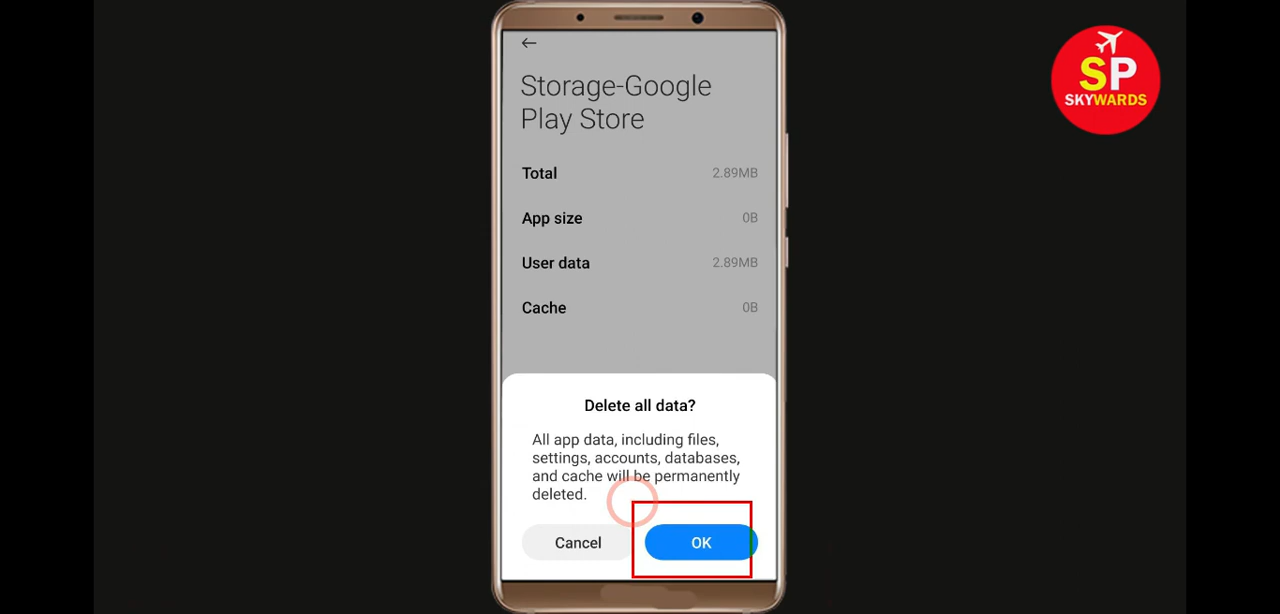 SP
SKYWARDS
Storage-Google
Play Store
Total 2.89MB
App size 0B
User data 2.89MB
Cache 0B
Delete all data?
All app data, including files,
settings, accounts, databases,
and cache will be permanently
deleted.
Cancel OK